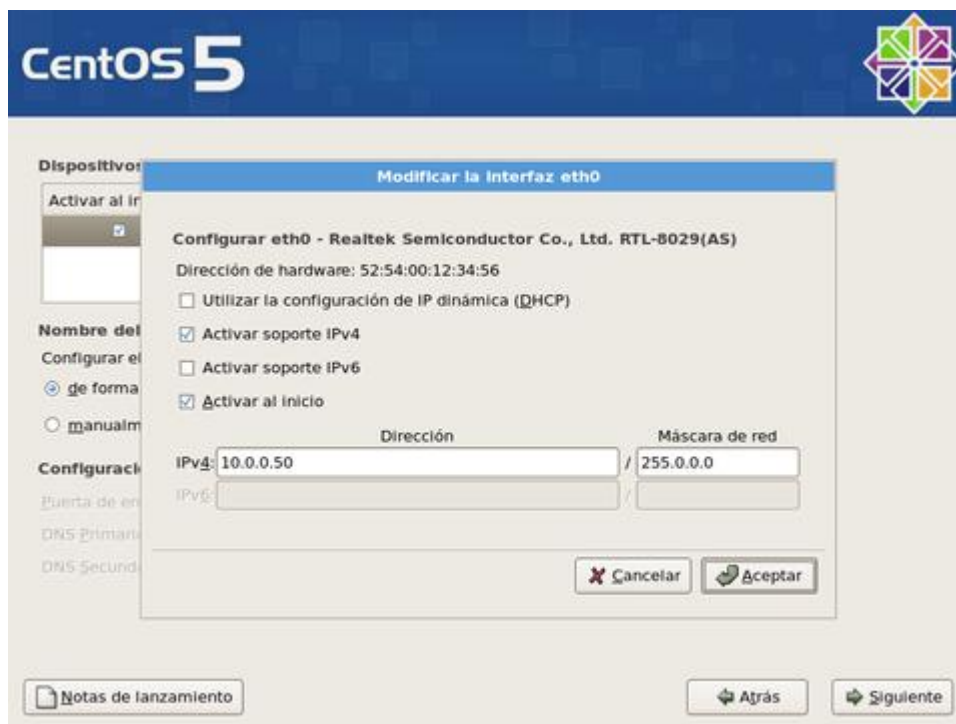 CentOS 5
Dispositivos
Modificar la interfaz eth0
Activar al in
Configurar eth0 - Realtek Semiconductor Co., Ltd. RTL-8029(AS)
Dirección de hardware: 52:54:00:12:34:56
Utilizar la configuración de IP dinámica (DHCP)
Nombre del
Activar soporte IPv4
Configurar el
Activar soporte IPv6
de forma
Activar al inicio
manualm
Dirección
Máscara de red
Configuraci
IPv4: 10.0.0.50 / 255.0.0.0
Puerta de en
IPv6: /
DNS Primari
DNS Secund
Cancelar
Aceptar
Notas de lanzamiento
Atrás
Siguiente